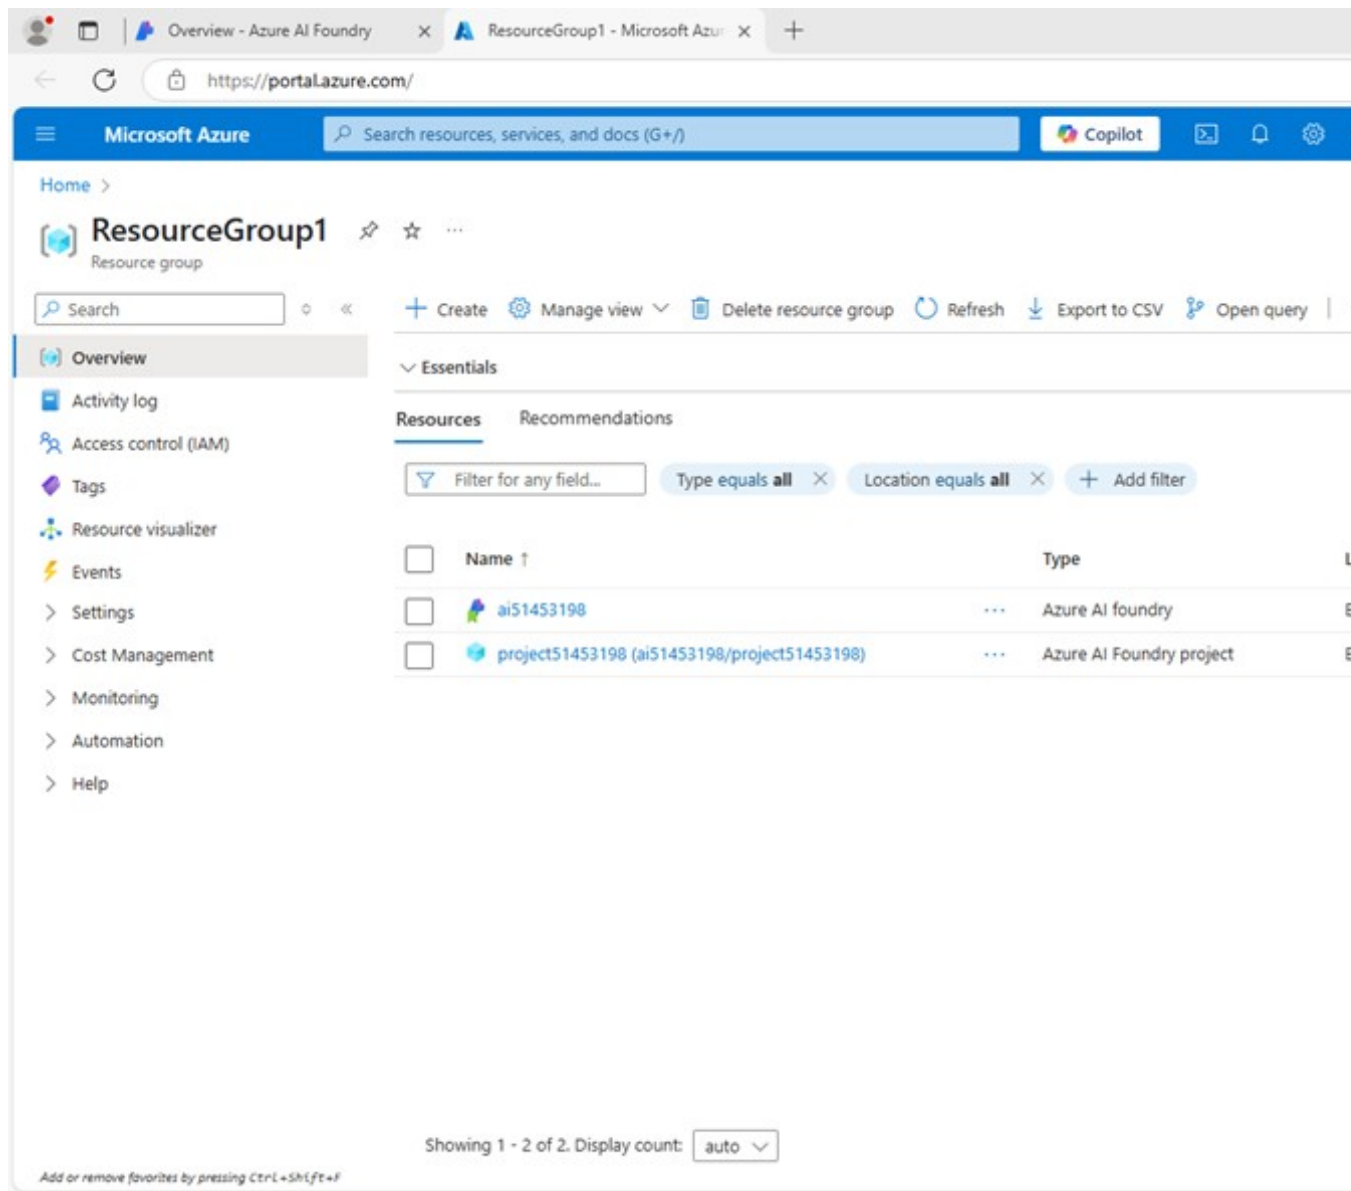 Overview - Azure AI Foundry
ResourceGroup1 - Microsoft Azur
https://portal.azure.com/
Microsoft Azure
Search resources, services, and docs (G+/)
Copilot
Home >
ResourceGroup1
Resource group
Search
Create
Manage view
Delete resource group
Refresh
Export to CSV
Open query
Overview
Activity log
Access control (IAM)
Tags
Resource visualizer
Events
Settings
Cost Management
Monitoring
Automation
Help
Essentials
Resources
Recommendations
Filter for any field...
Type equals all
Location equals all
Add filter
Name ↑
Type
ai51453198
Azure AI foundry
project51453198 (ai51453198/project51453198)
Azure AI Foundry project
Showing 1 - 2 of 2. Display count:
auto
Add or remove favorites by pressing Ctrl+Shift+F